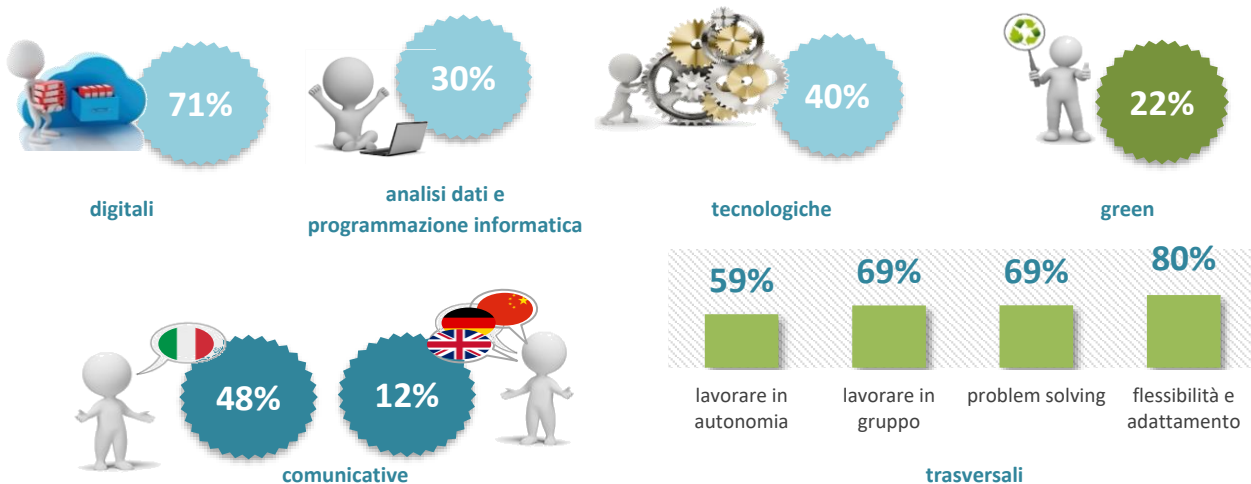 71%
30%
40%
22%
digitali
analisi dati e
programmazione informatica
tecnologiche
green
48%
12%
comunicative
59%
69%
69%
80%
lavorare in
autonomia
lavorare in
gruppo
problem solving
flessibilità e
adattamento
trasversali